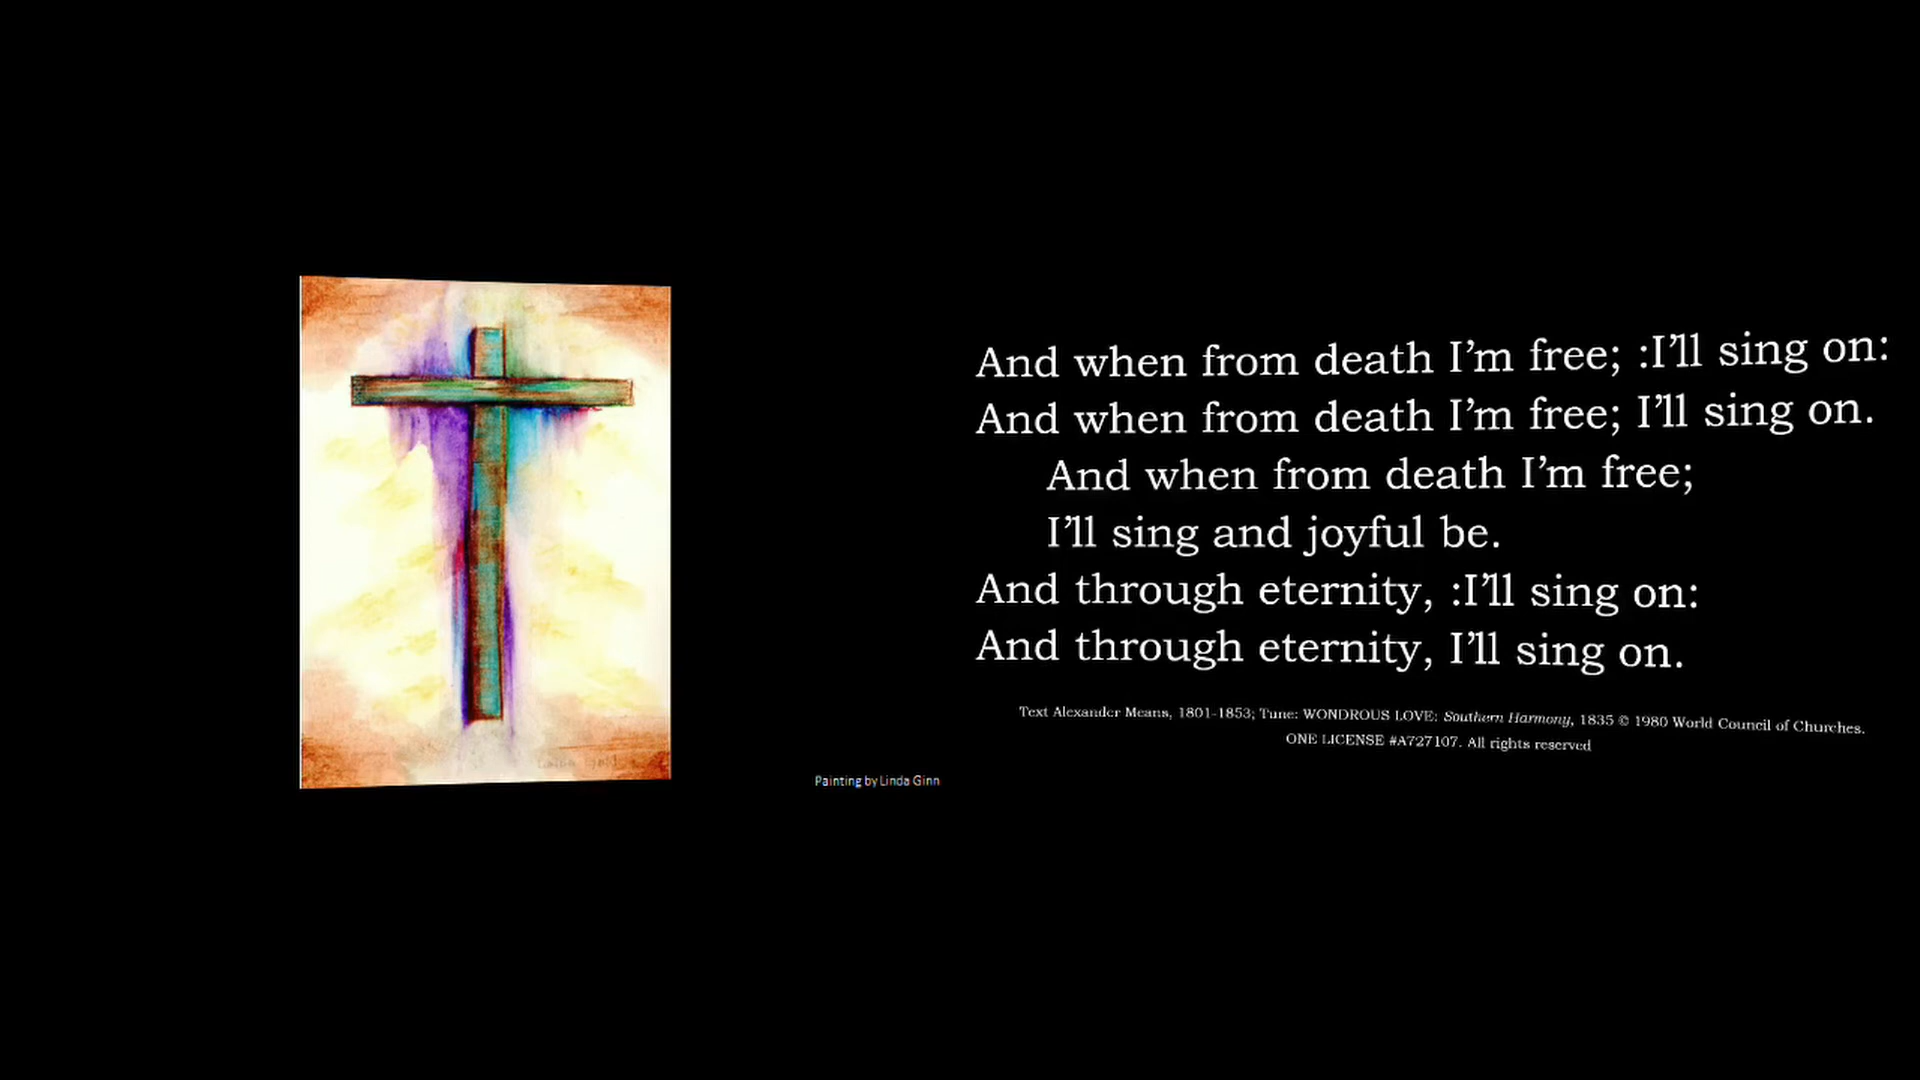 And when from death I’m free; :I’ll sing on:
And when from death I’m free; I’ll sing on.
And when from death I’m free;
I’ll sing and joyful be.
And through eternity, :I’ll sing on:
And through eternity, I’ll sing on.
Text Alexander Means, 1801-1853; Tune: WONDROUS LOVE: Southern Harmony, 1835 © 1980 World Council of Churches.
ONE LICENSE #A727107. All rights reserved
Painting by Linda Ginn